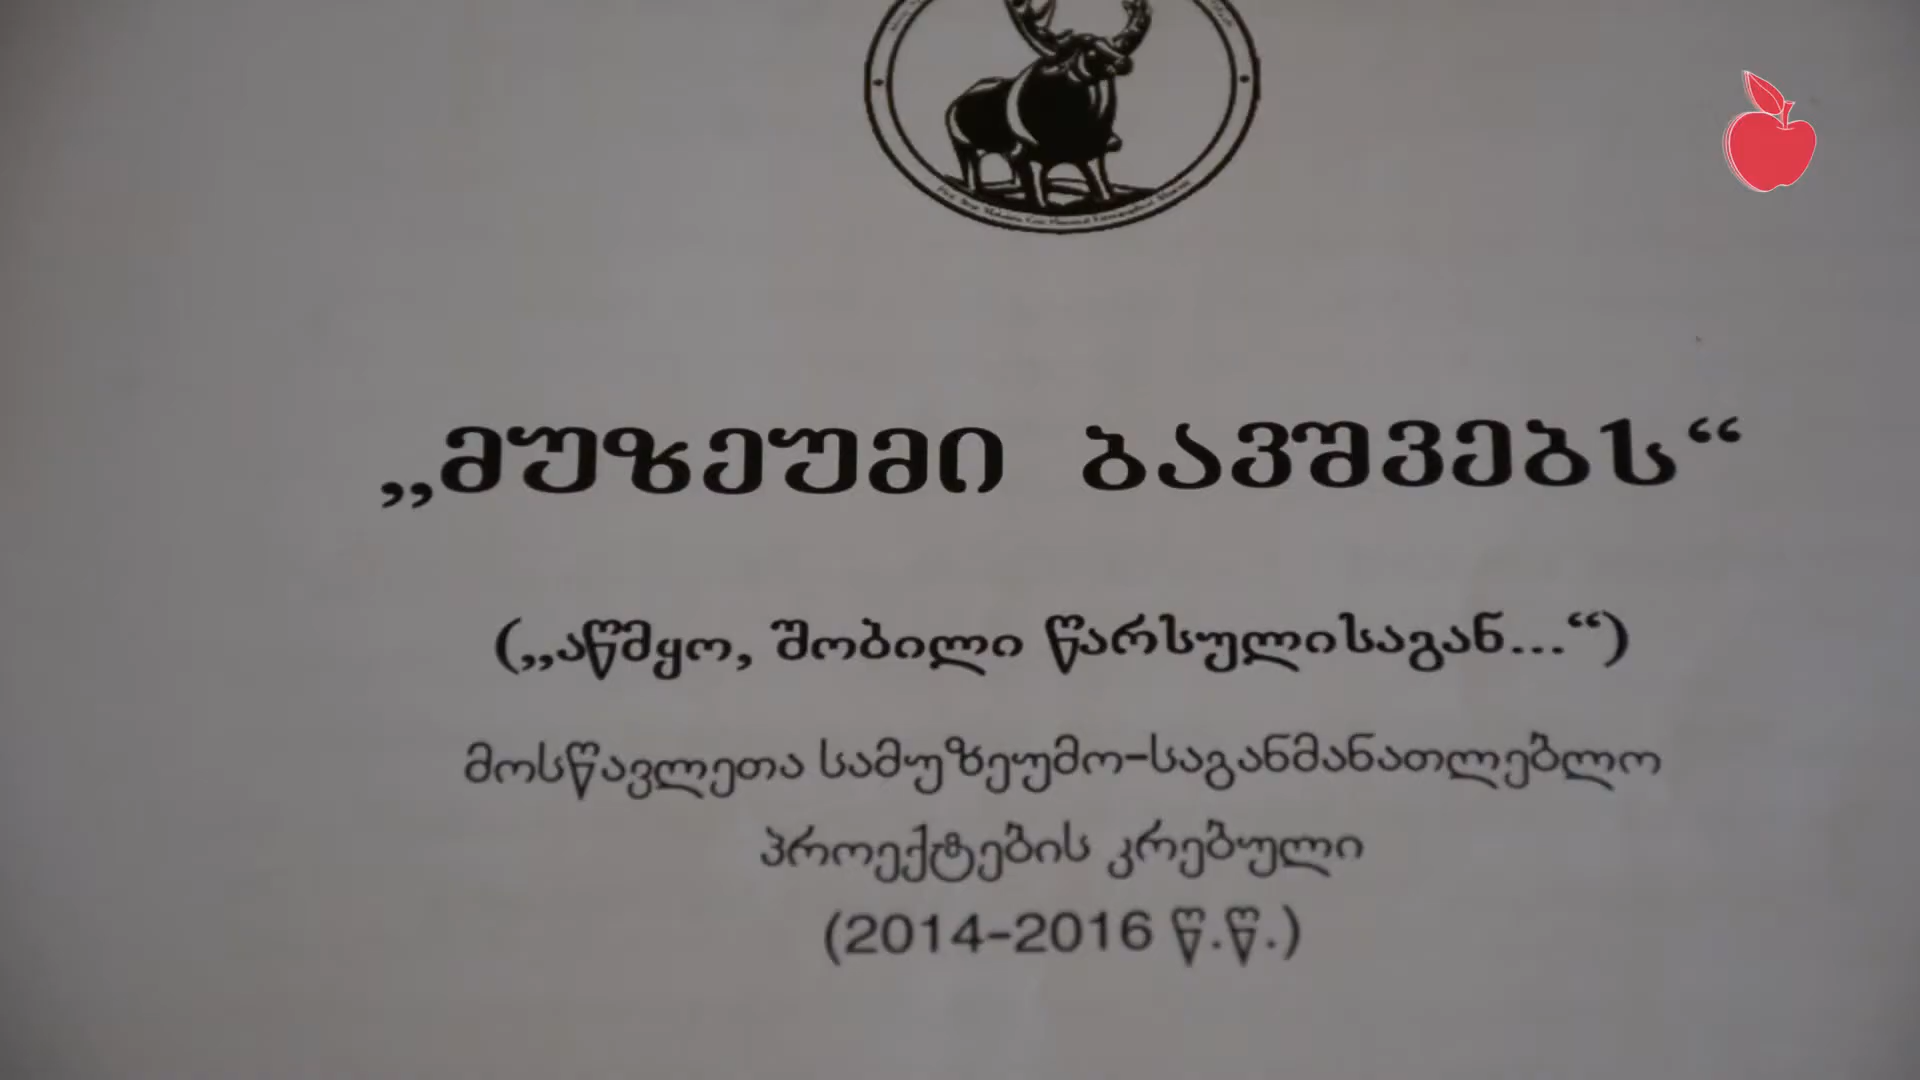 „მუზეუმი ბავშვებს“
(„აწმყო, შობილი წარსულისაგან...“)
მოსწავლეთა სამუზეუმო-საგანმანათლებლო
პროექტების კრებული
(2014-2016 წ.წ.)